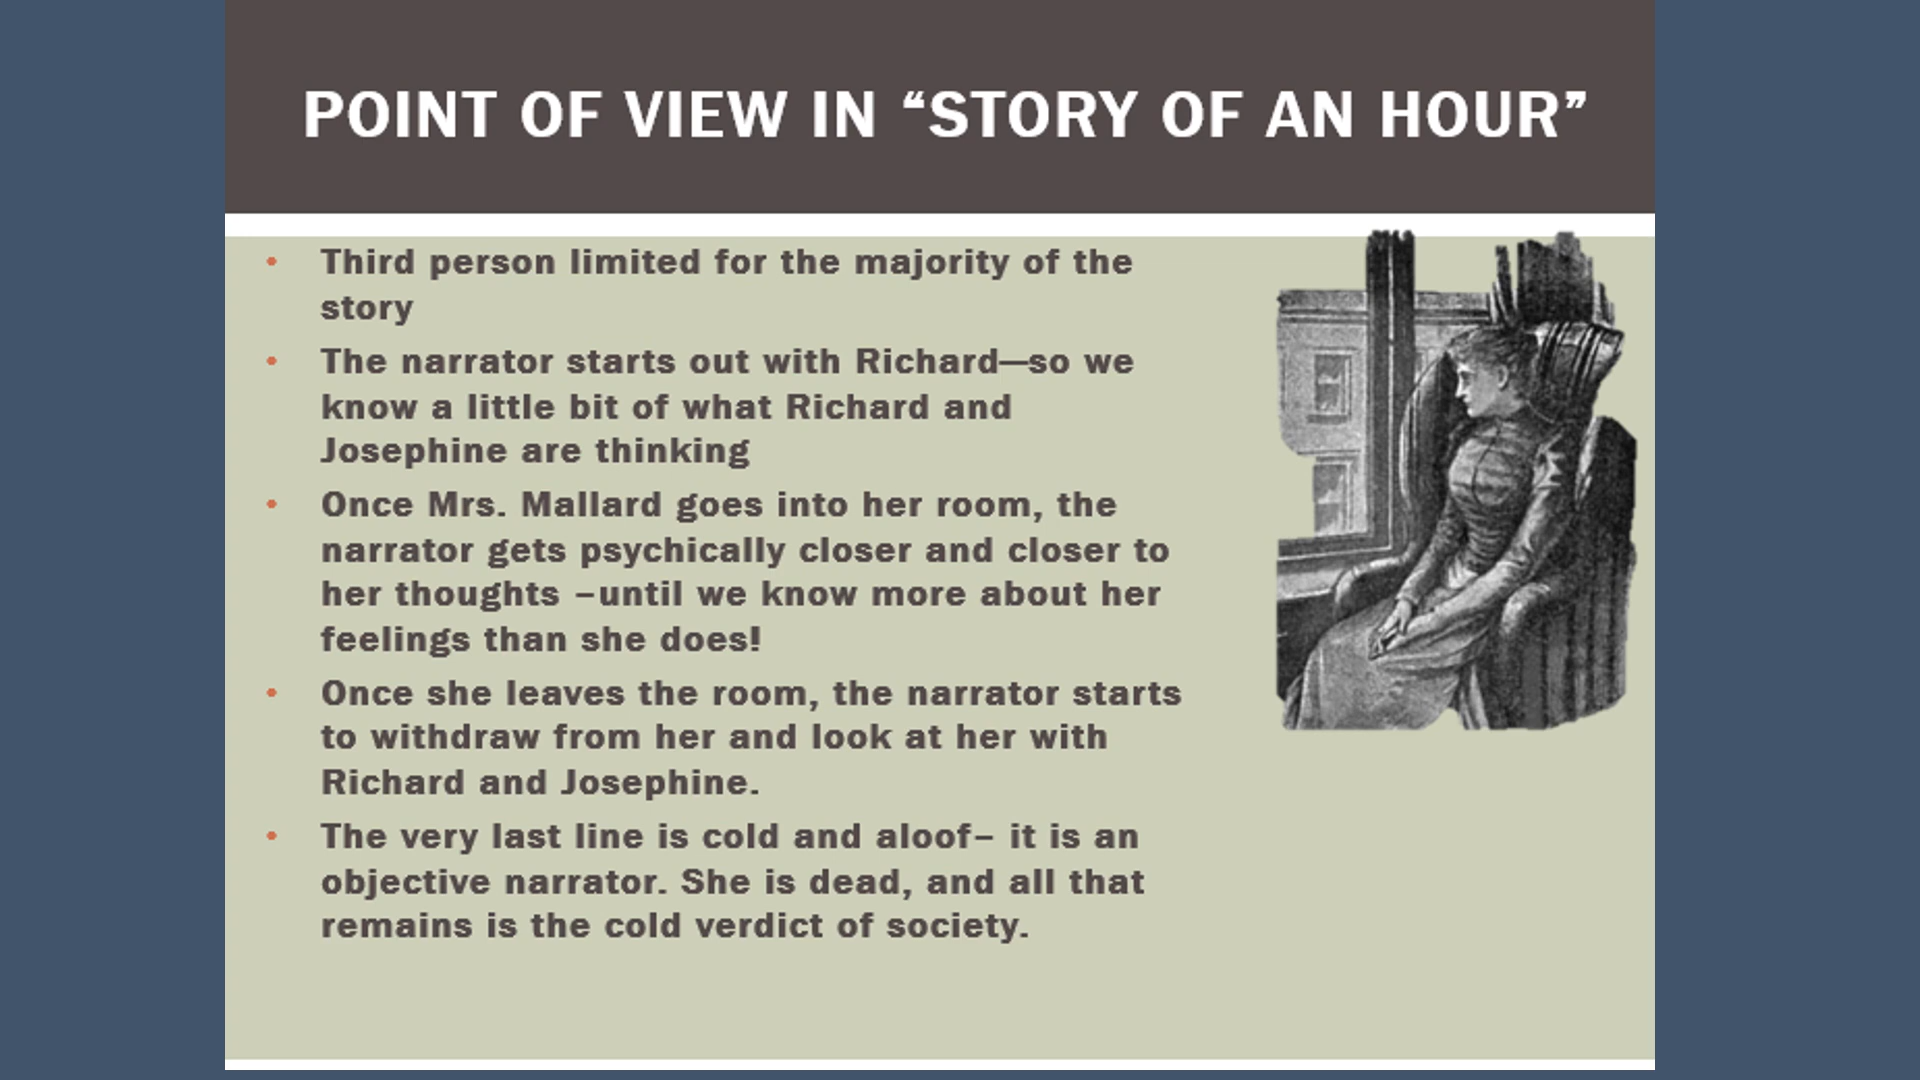 POINT OF VIEW IN “STORY OF AN HOUR”
• Third person limited for the majority of the
story
• The narrator starts out with Richard—so we
know a little bit of what Richard and
Josephine are thinking
• Once Mrs. Mallard goes into her room, the
narrator gets psychically closer and closer to
her thoughts –until we know more about her
feelings than she does!
• Once she leaves the room, the narrator starts
to withdraw from her and look at her with
Richard and Josephine.
• The very last line is cold and aloof– it is an
objective narrator. She is dead, and all that
remains is the cold verdict of society.